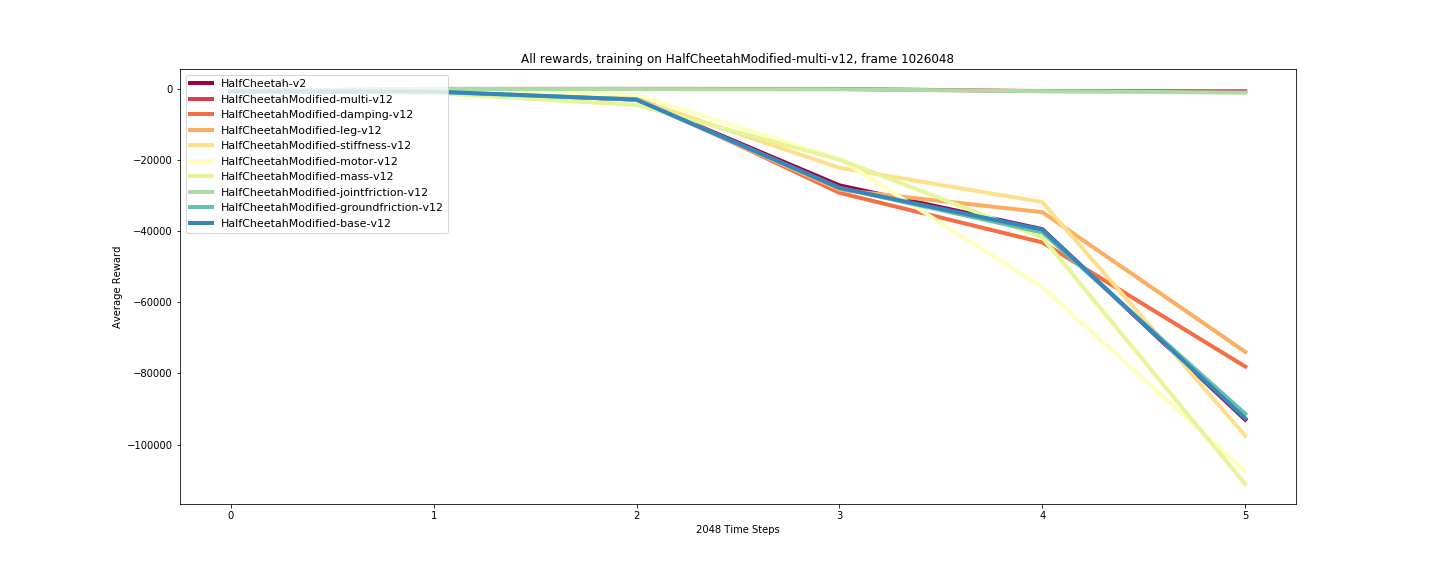 All rewards, training on HalfCheetahModified-multi-v12, frame 1026048
HalfCheetah-v2
HalfCheetahModified-multi-v12
HalfCheetahModified-damping-v12
HalfCheetahModified-leg-v12
HalfCheetahModified-stiffness-v12
HalfCheetahModified-motor-v12
HalfCheetahModified-mass-v12
HalfCheetahModified-jointfriction-v12
HalfCheetahModified-groundfriction-v12
HalfCheetahModified-base-v12
Average Reward
0
−20000
−40000
−60000
−80000
−100000
0 1 2 3 4 5
2048 Time Steps